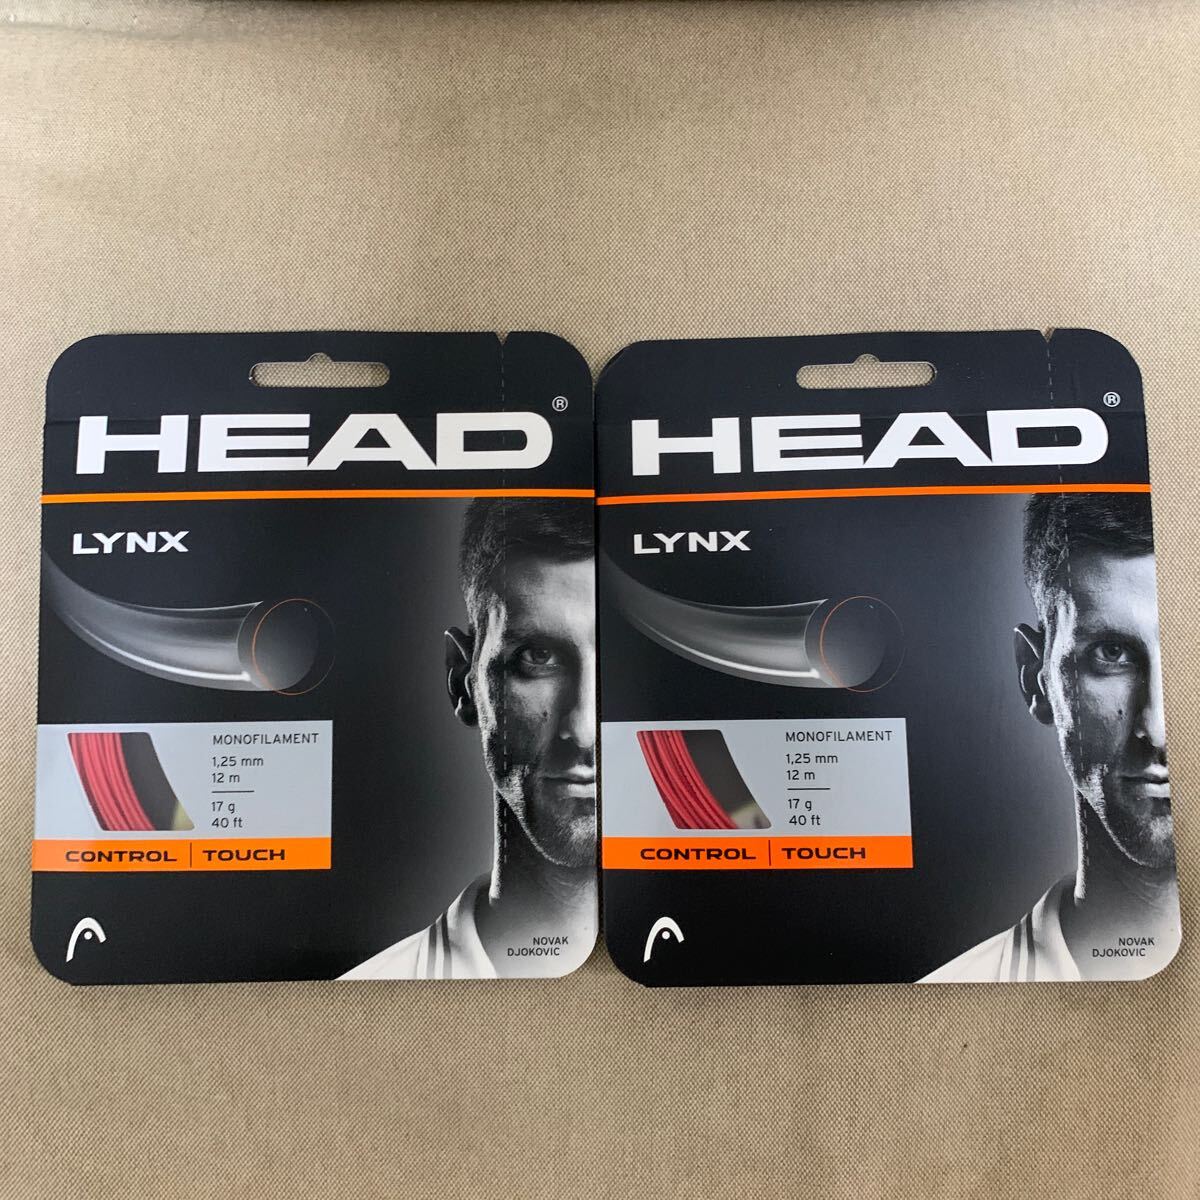 HEAD®
LYNX
MONOFILAMENT
1,25 mm
12 m
17 g
40 ft
CONTROL | TOUCH
NOVAK
DJOKOVIC
HEAD®
LYNX
MONOFILAMENT
1,25 mm
12 m
17 g
40 ft
CONTROL | TOUCH
NOVAK
DJOKOVIC